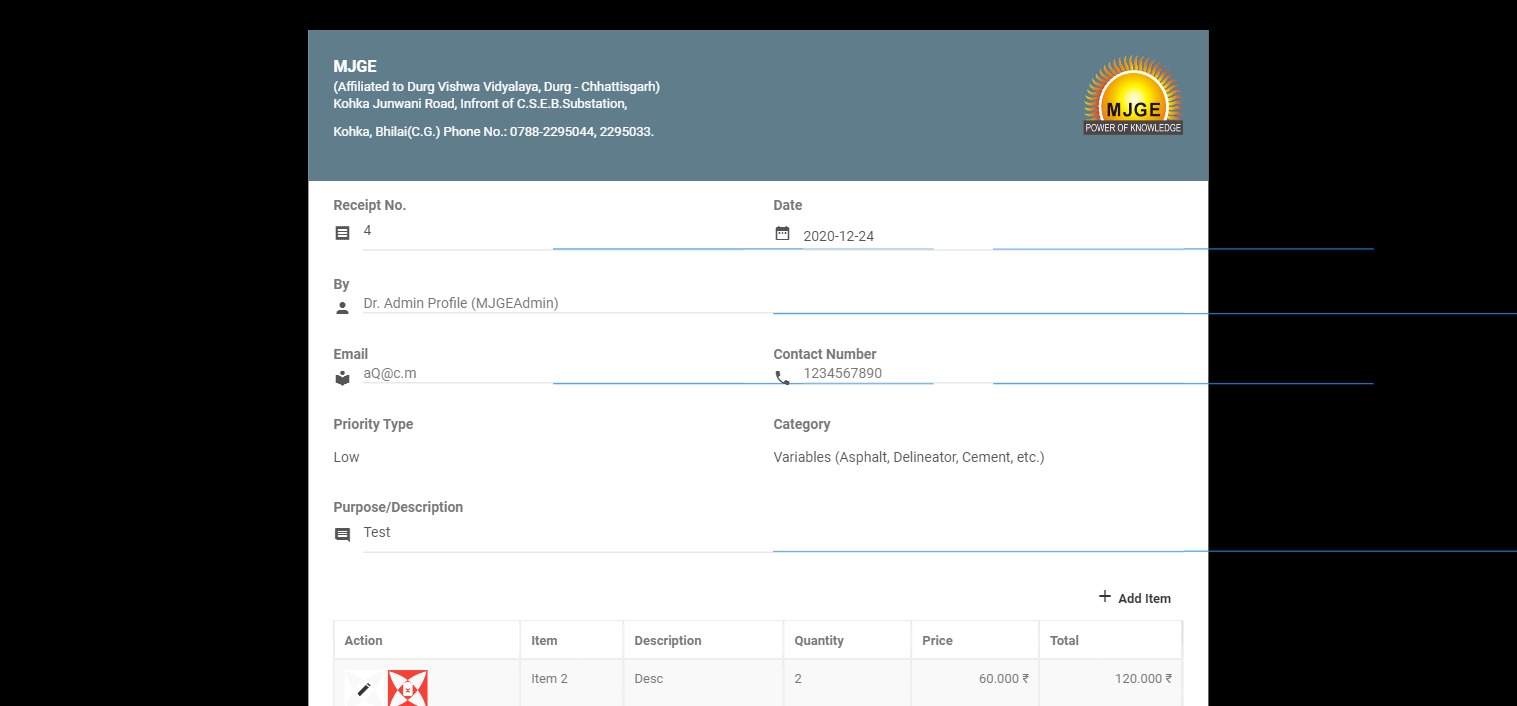 MJGE
(Affiliated to Durg Vishwa Vidyalaya, Durg - Chhattisgarh)
Kohka Junwani Road, Infront of C.S.E.B.Substation,
Kohka, Bhilai(C.G.) Phone No.: 0788-2295044, 2295033.
MJGE
POWER OF KNOWLEDGE
Receipt No. Date
4 2020-12-24
By
Dr. Admin Profile (MJGEAdmin)
Email Contact Number
aQ@c.m 1234567890
Priority Type Category
Low Variables (Asphalt, Delineator, Cement, etc.)
Purpose/Description
Test
+ Add Item
Action Item Description Quantity Price Total
Item 2 Desc 2 60.000 ₹ 120.000 ₹